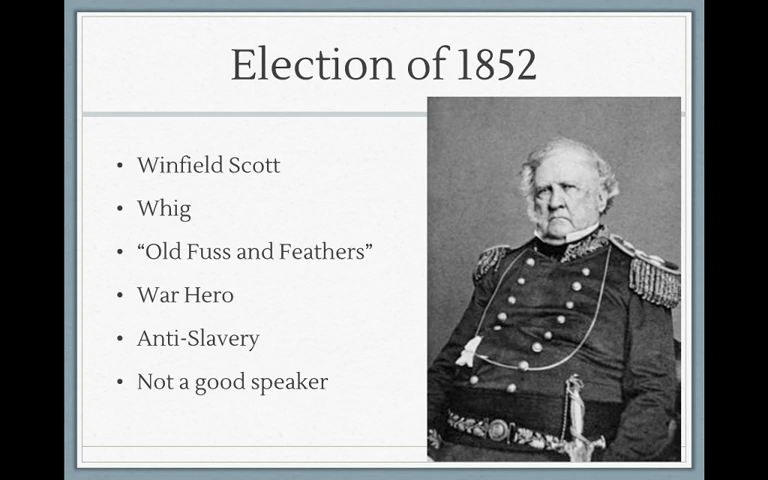 Election of 1852
• Winfield Scott
• Whig
• “Old Fuss and Feathers”
• War Hero
• Anti-Slavery
• Not a good speaker